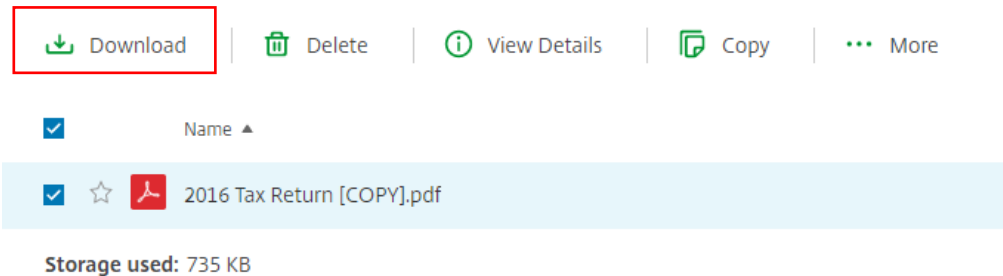 Download Delete View Details Copy More
Name
2016 Tax Return [COPY].pdf
Storage used: 735 KB